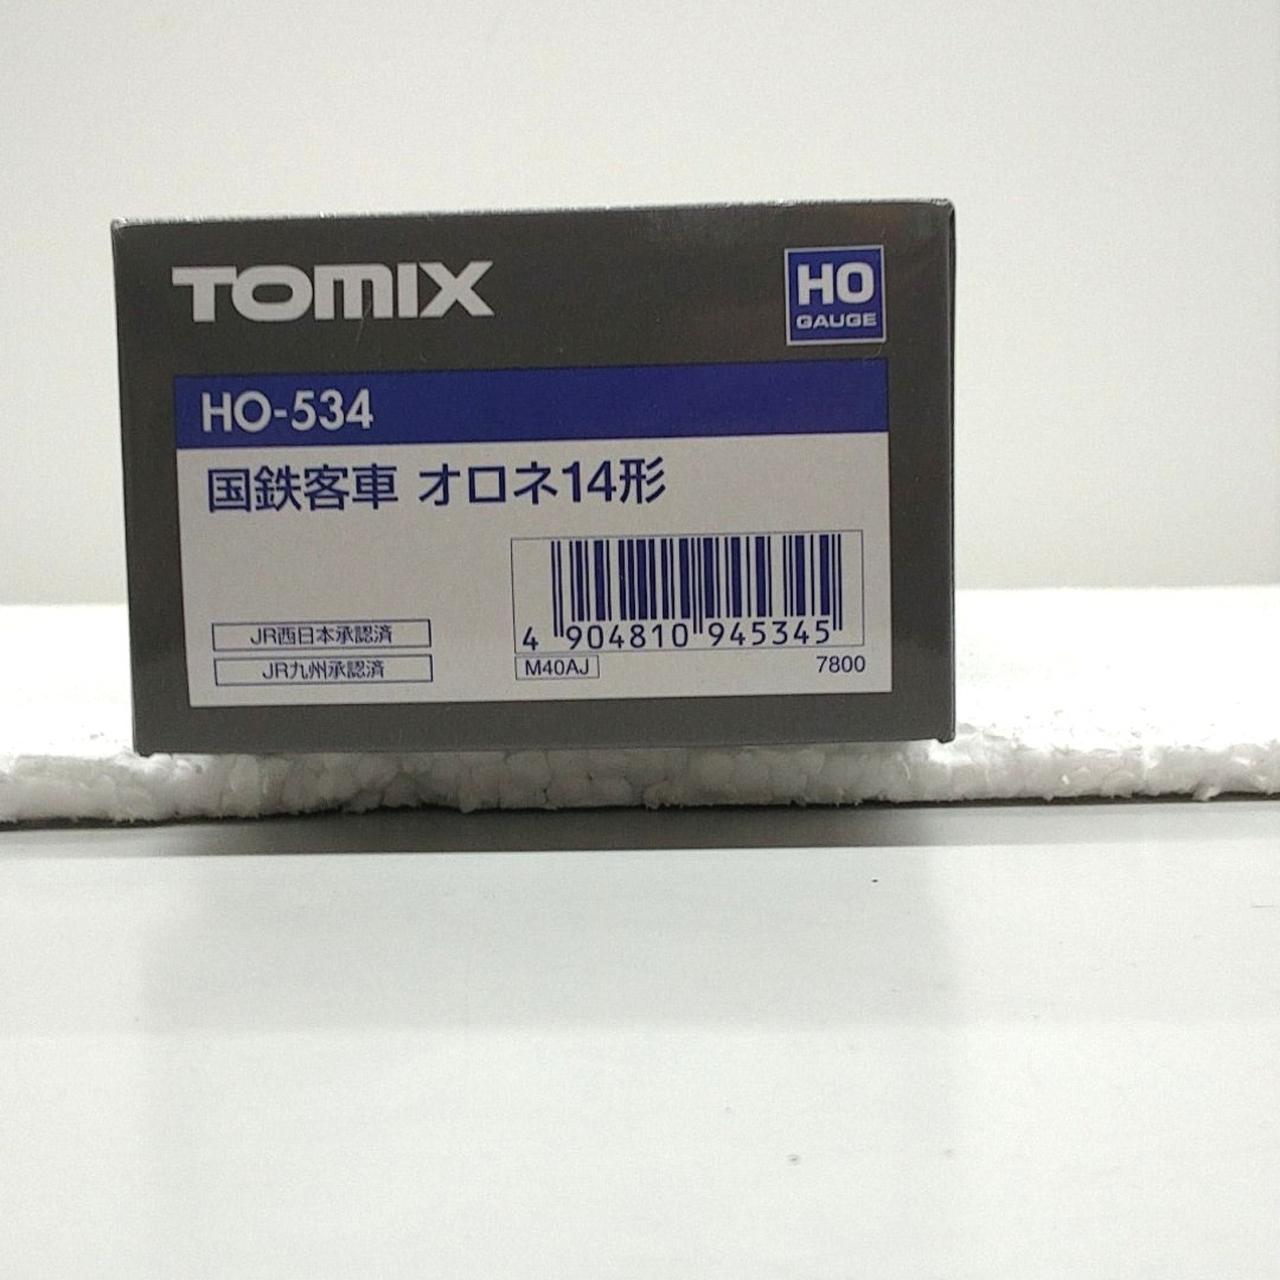 TOMIX
HO
GAUGE
HO-534
国鉄客車 オロネ14形
4 904810 945345
JR西日本承認済
JR九州承認済
M40AJ
7800